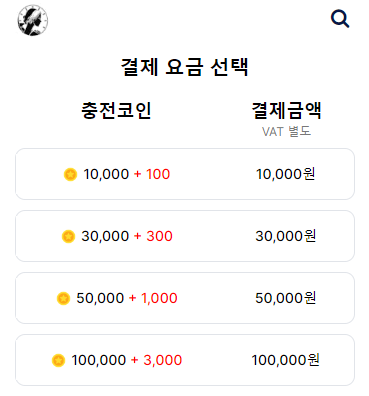 결제 요금 선택
충전코인 결제금액
VAT 별도
10,000 + 100 10,000원
30,000 + 300 30,000원
50,000 + 1,000 50,000원
100,000 + 3,000 100,000원